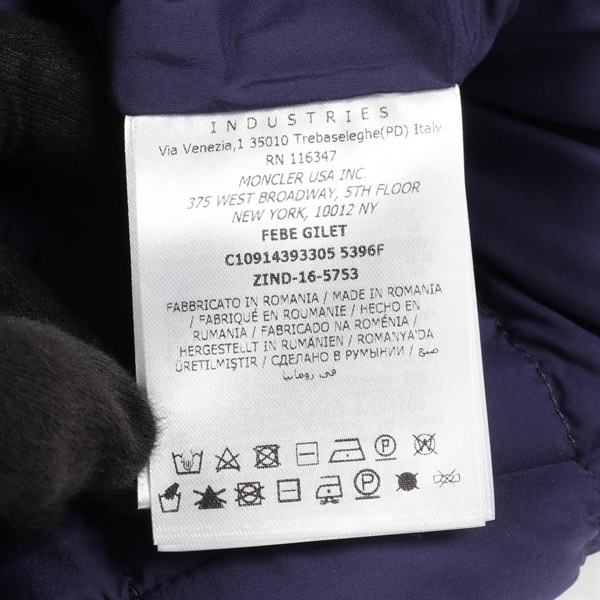 INDUSTRIES
Via Venezia,1 35010 Trebaseleghe(PD) Italy
RN 116347
MONCLER USA INC.
375 WEST BROADWAY, 5TH FLOOR
NEW YORK, 10012 NY
FEBE GILET
C10914393305 5396F
ZIND-16-5753
FABBRICATO IN ROMANIA / MADE IN ROMANIA
/ FABRIQUÉ EN ROUMANIE / HECHO EN
RUMANIA / FABRICADO NA ROMÉNIA /
HERGESTELLT IN RUMÄNIEN / ROMANYA'DA
ÜRETILMIŞTIR / СДЕЛАНО В РУМЫНИИ / صنع
في رومانيا
P W
P